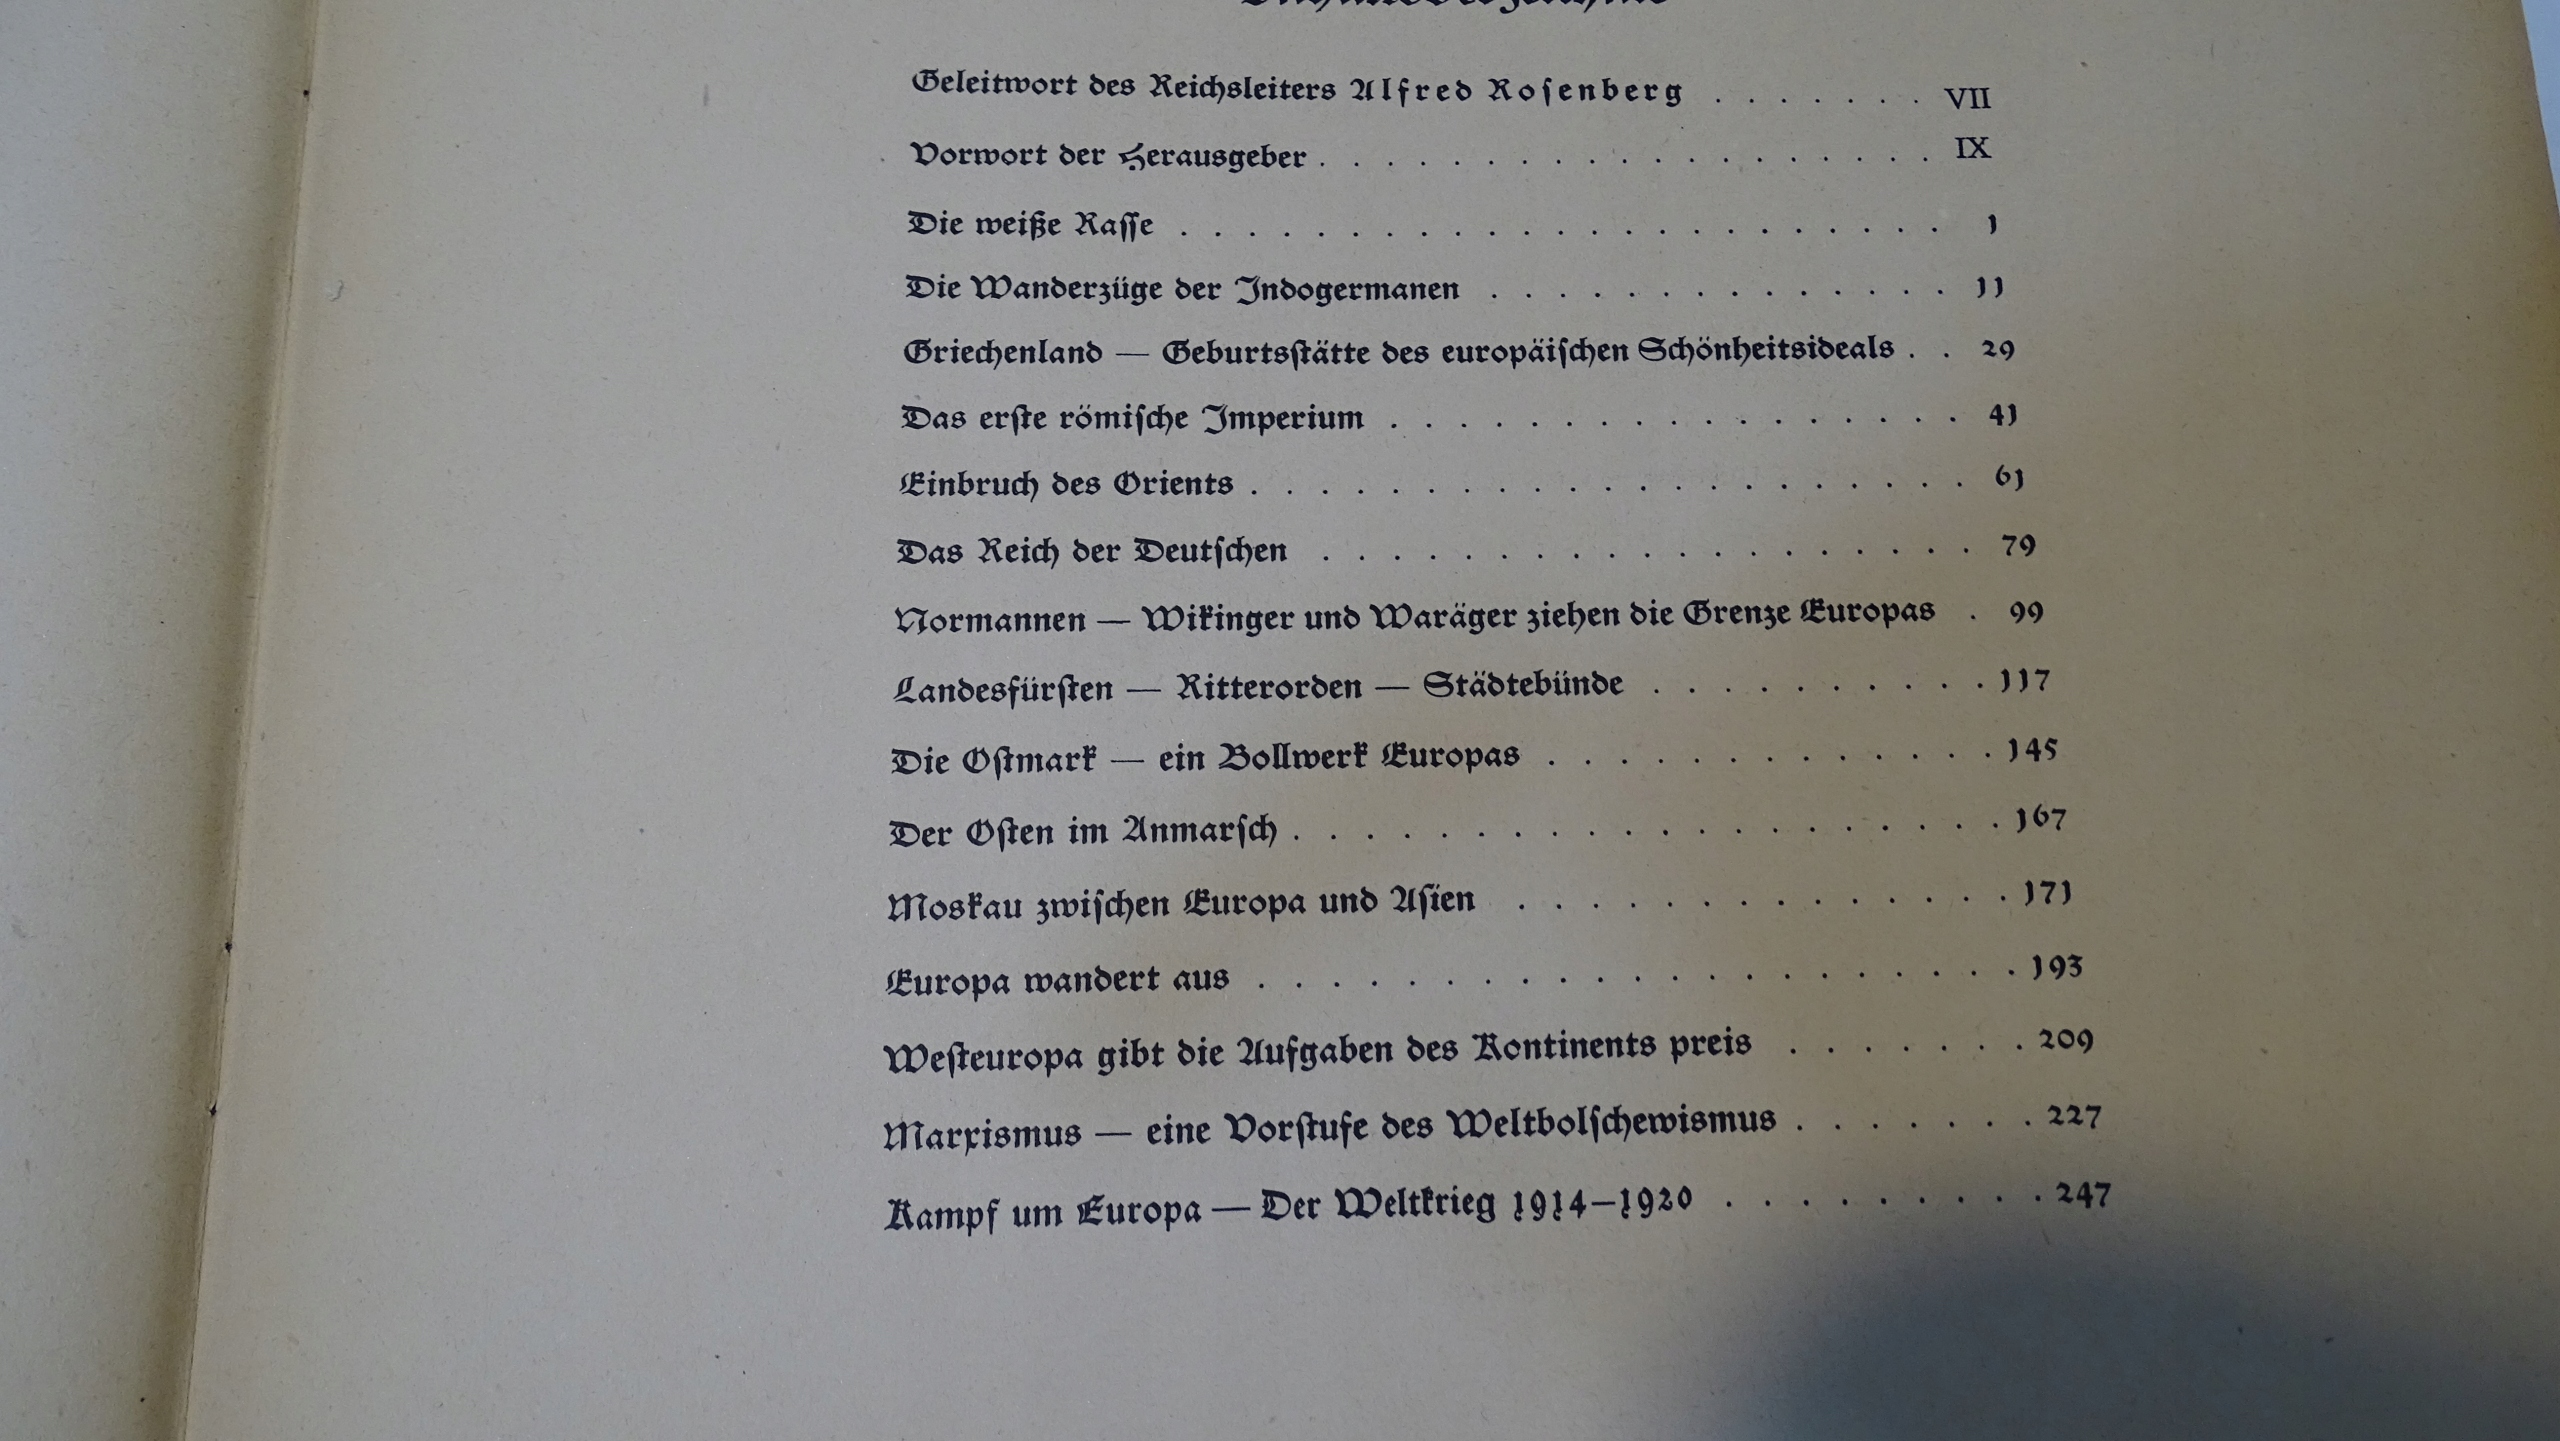 Inhaltsverzeichnis
Geleitwort des Reichsleiters Alfred Rosenberg . . . . . . . VII
Vorwort der Herausgeber . . . . . . . . . . . . . . . . . . IX
Die weiße Rasse . . . . . . . . . . . . . . . . . . . . . . 1
Die Wanderzüge der Indogermanen . . . . . . . . . . . . . . 11
Griechenland — Geburtsstätte des europäischen Schönheitsideals . . 29
Das erste römische Imperium . . . . . . . . . . . . . . . . 41
Einbruch des Orients . . . . . . . . . . . . . . . . . . . . 61
Das Reich der Deutschen . . . . . . . . . . . . . . . . . . 79
Normannen — Wikinger und Waräger ziehen die Grenze Europas . 99
Landesfürsten — Ritterorden — Städtebünde . . . . . . . . . . 117
Die Ostmark — ein Bollwerk Europas . . . . . . . . . . . . . 145
Der Osten im Anmarsch . . . . . . . . . . . . . . . . . . . 167
Moskau zwischen Europa und Asien . . . . . . . . . . . . . . 171
Europa wandert aus . . . . . . . . . . . . . . . . . . . . 193
Westeuropa gibt die Aufgaben des Kontinents preis . . . . . . . 209
Marxismus — eine Vorstufe des Weltbolschewismus . . . . . . . 227
Kampf um Europa — Der Weltkrieg 1914–1920 . . . . . . . . . 247